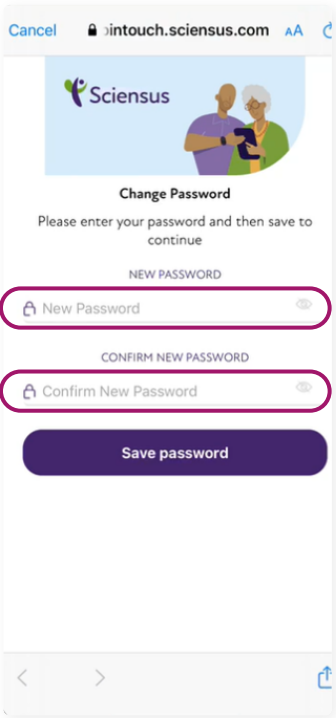 Cancel intouch.sciensus.com AA
Sciensus
Change Password
Please enter your password and then save to
continue
NEW PASSWORD
New Password
CONFIRM NEW PASSWORD
Confirm New Password
Save password